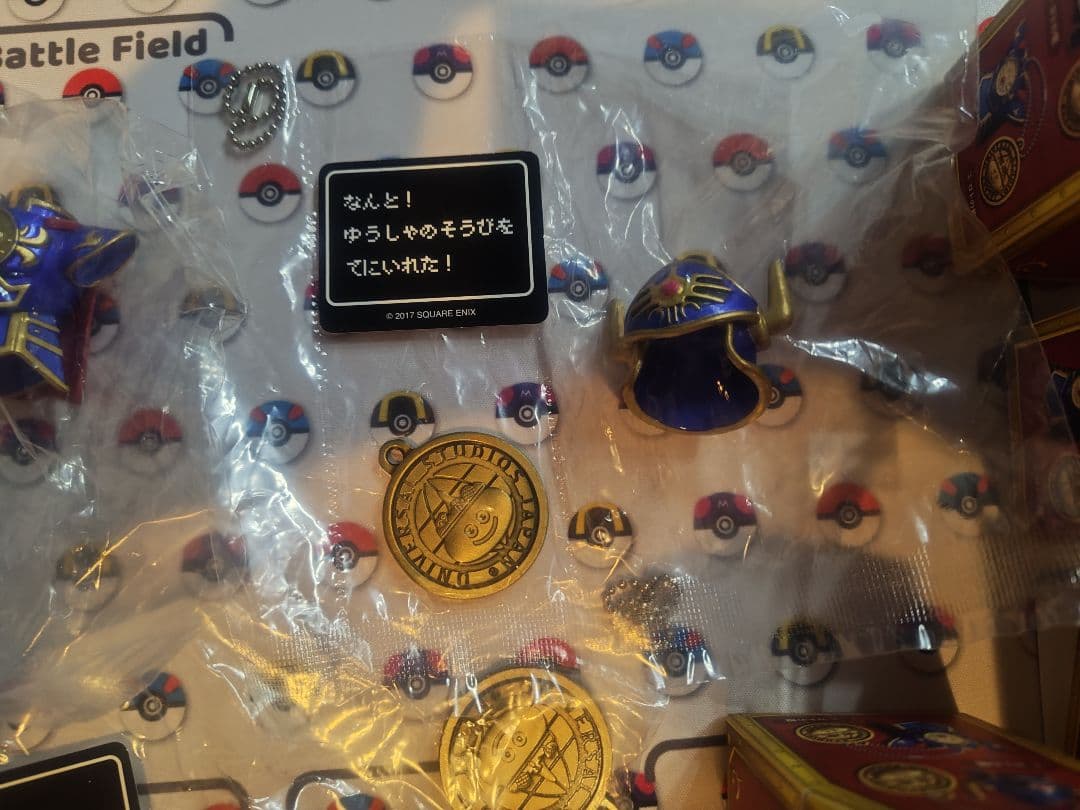 Battle Field
なんと!
ゆうしゃのそうびを
てにいれた!
© 2017 SQUARE ENIX
UNIVERSAL STUDIOS JAPAN
ERSAL